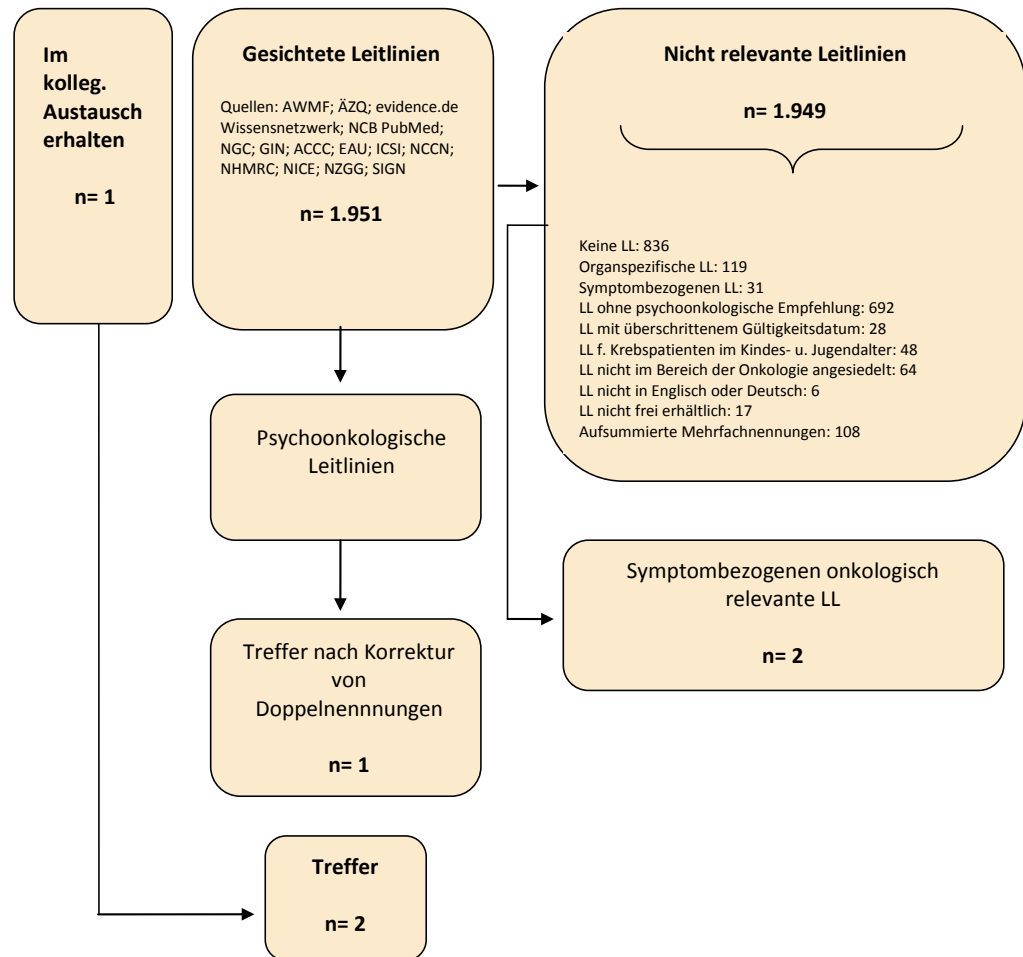 Im
kolleg.
Austausch
erhalten
n= 1
Gesichtete Leitlinien
Quellen: AWMF; ÄZQ; evidence.de
Wissensnetzwerk; NCB PubMed;
NGC; GIN; ACCC; EAU; ICSI; NCCN;
NHMRC; NICE; NZGG; SIGN
n= 1.951
Nicht relevante Leitlinien
n= 1.949
Keine LL: 836
Organspezifische LL: 119
Symptombezogenen LL: 31
LL ohne psychoonkologische Empfehlung: 692
LL mit überschrittenem Gültigkeitsdatum: 28
LL f. Krebspatienten im Kindes- u. Jugendalter: 48
LL nicht im Bereich der Onkologie angesiedelt: 64
LL nicht in Englisch oder Deutsch: 6
LL nicht frei erhältlich: 17
Aufsummierte Mehrfachnennungen: 108
Psychoonkologische
Leitlinien
Symptombezogenen onkologisch
relevante LL
n= 2
Treffer nach Korrektur
von
Doppelnennnungen
n= 1
Treffer
n= 2